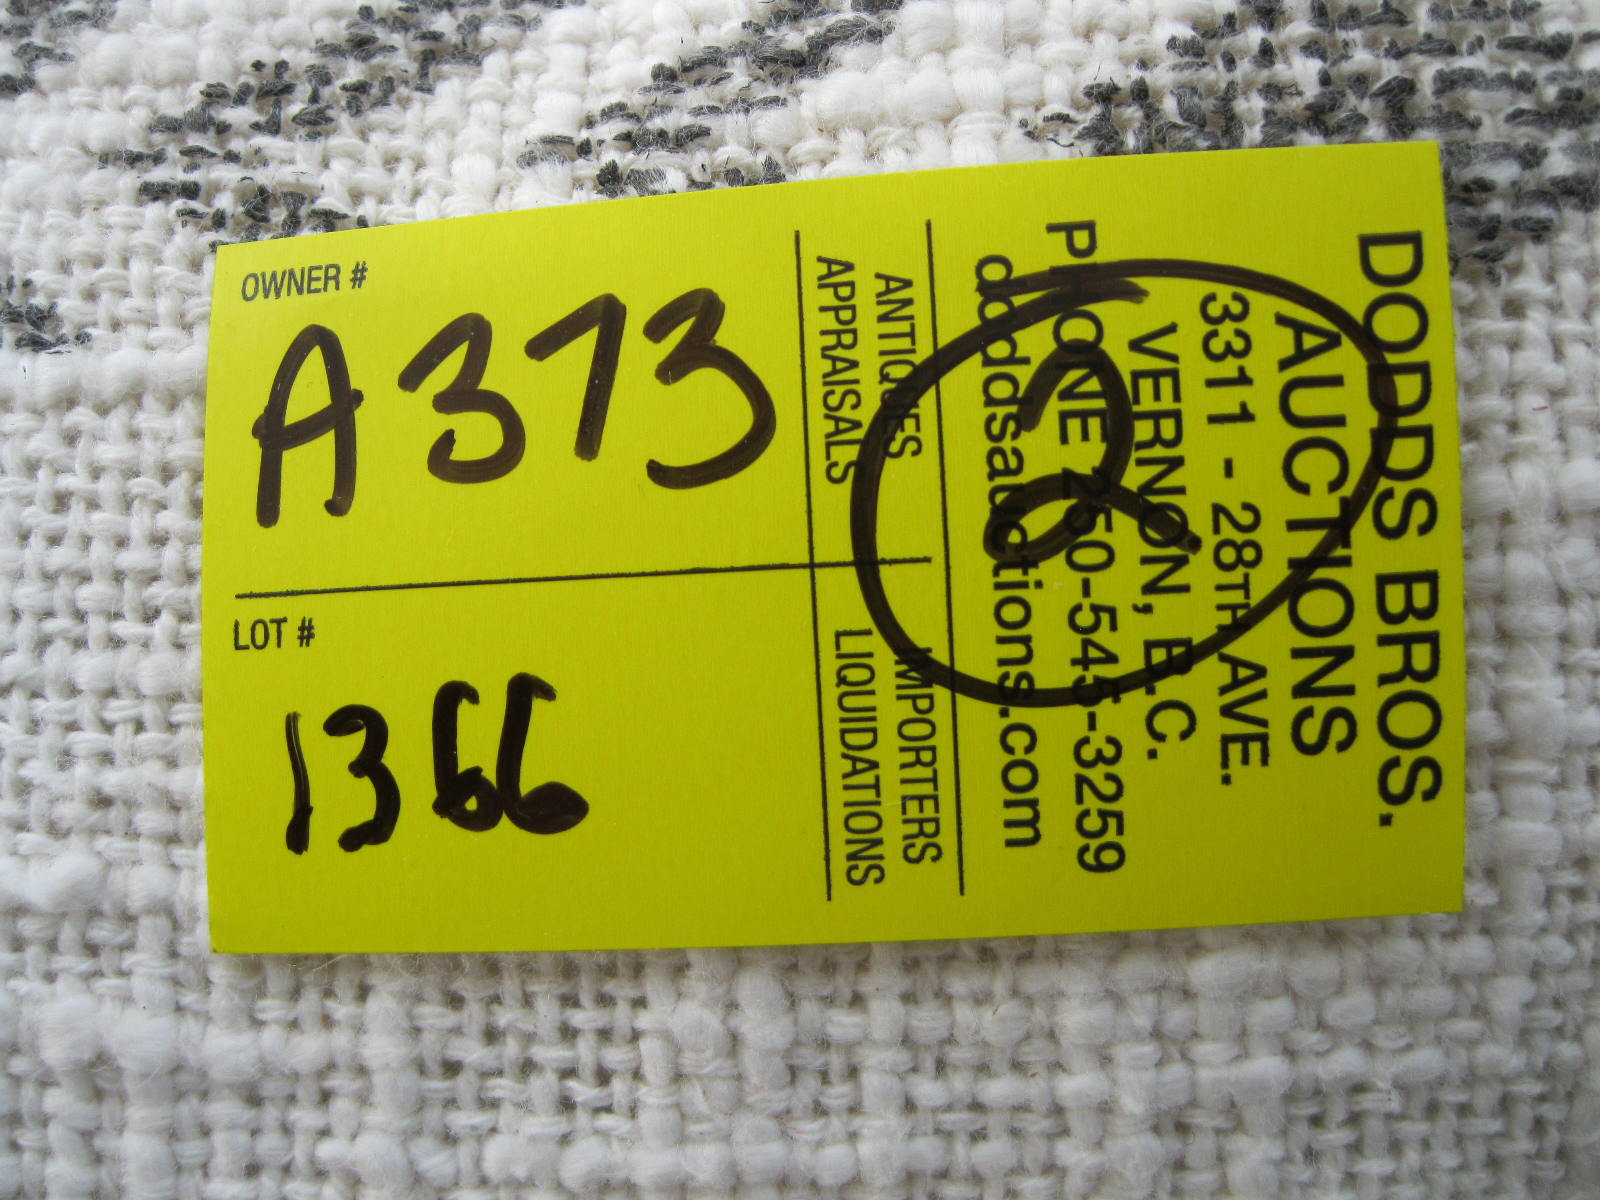 OWNER #
A373
LOT #
1366
DODDS BROS.
AUCTIONS
3311 - 28TH AVE.
VERNON, B.C.
PHONE 250-545-3259
doddsauctions.com
ANTIQUES IMPORTERS
APPRAISALS LIQUIDATIONS
2